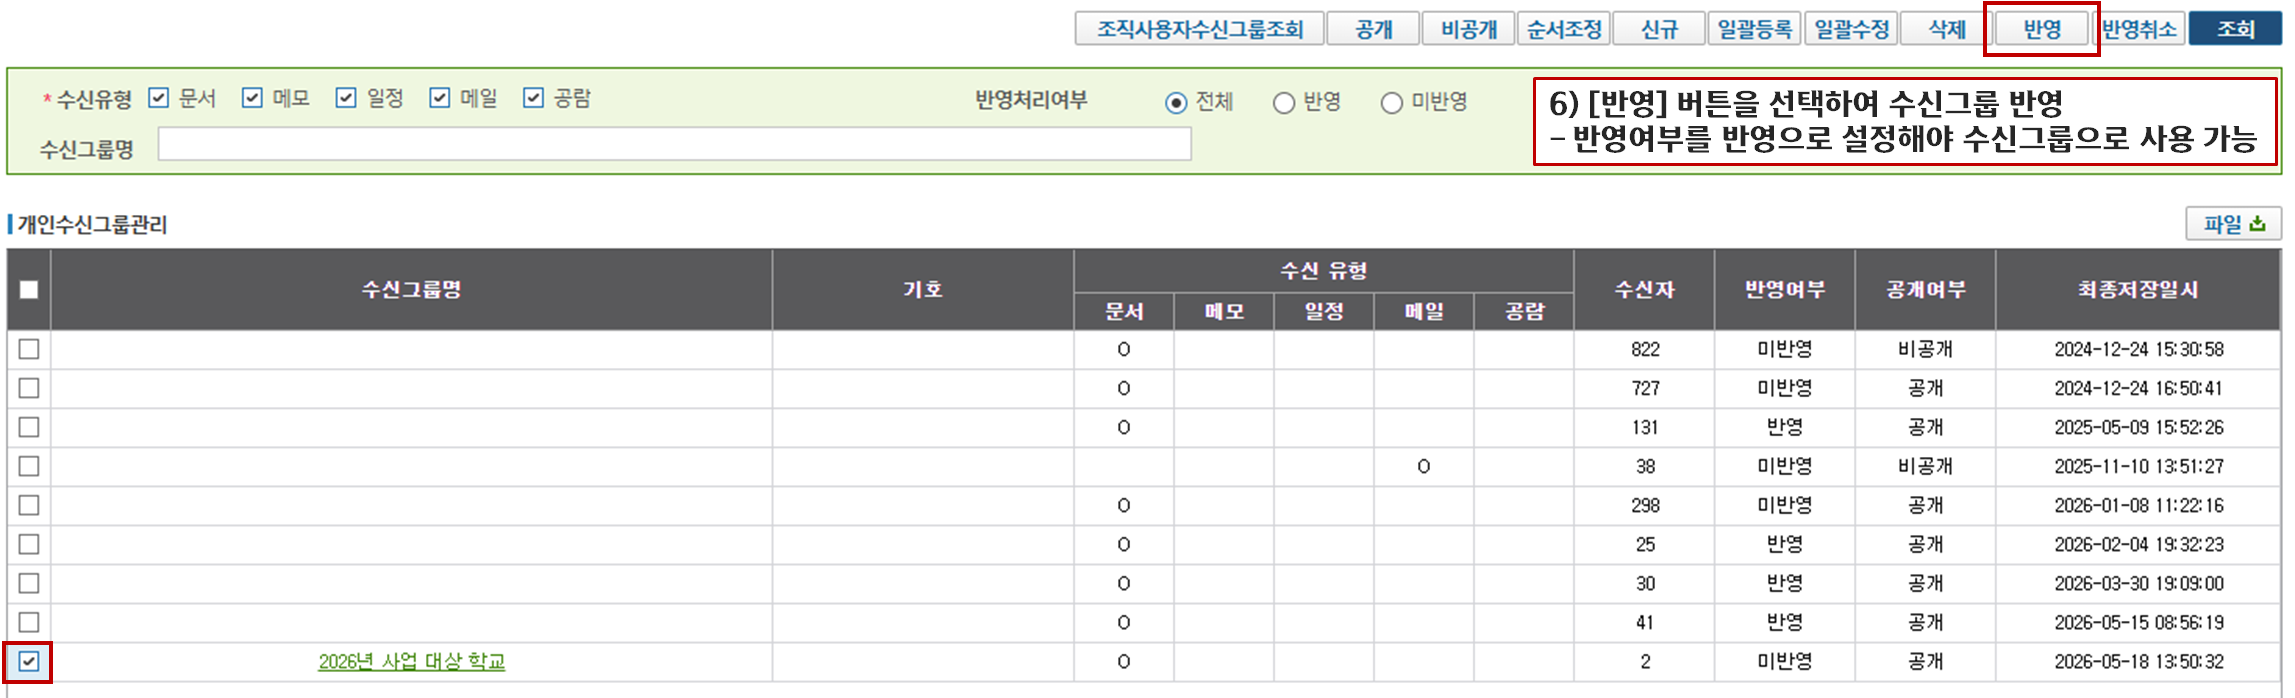 조직사용자수신그룹조회 공개 비공개 순서조정 신규 일괄등록 일괄수정 삭제 반영 반영취소 조회
* 수신유형 문서 메모 일정 메일 공람 반영처리여부 전체 반영 미반영
수신그룹명
6) [반영] 버튼을 선택하여 수신그룹 반영
- 반영여부를 반영으로 설정해야 수신그룹으로 사용 가능
개인수신그룹관리 파일
수신그룹명 기호 수신 유형 수신자 반영여부 공개여부 최종저장일시
문서 메모 일정 메일 공람
O 822 미반영 비공개 2024-12-24 15:30:58
O 727 미반영 공개 2024-12-24 16:50:41
O 131 반영 공개 2025-05-09 15:52:26
O 38 미반영 비공개 2025-11-10 13:51:27
O 298 미반영 공개 2026-01-08 11:22:16
O 25 반영 공개 2026-02-04 19:32:23
O 30 반영 공개 2026-03-30 19:09:00
O 41 반영 공개 2026-05-15 08:56:19
2026년 사업 대상 학교 O 2 미반영 공개 2026-05-18 13:50:32